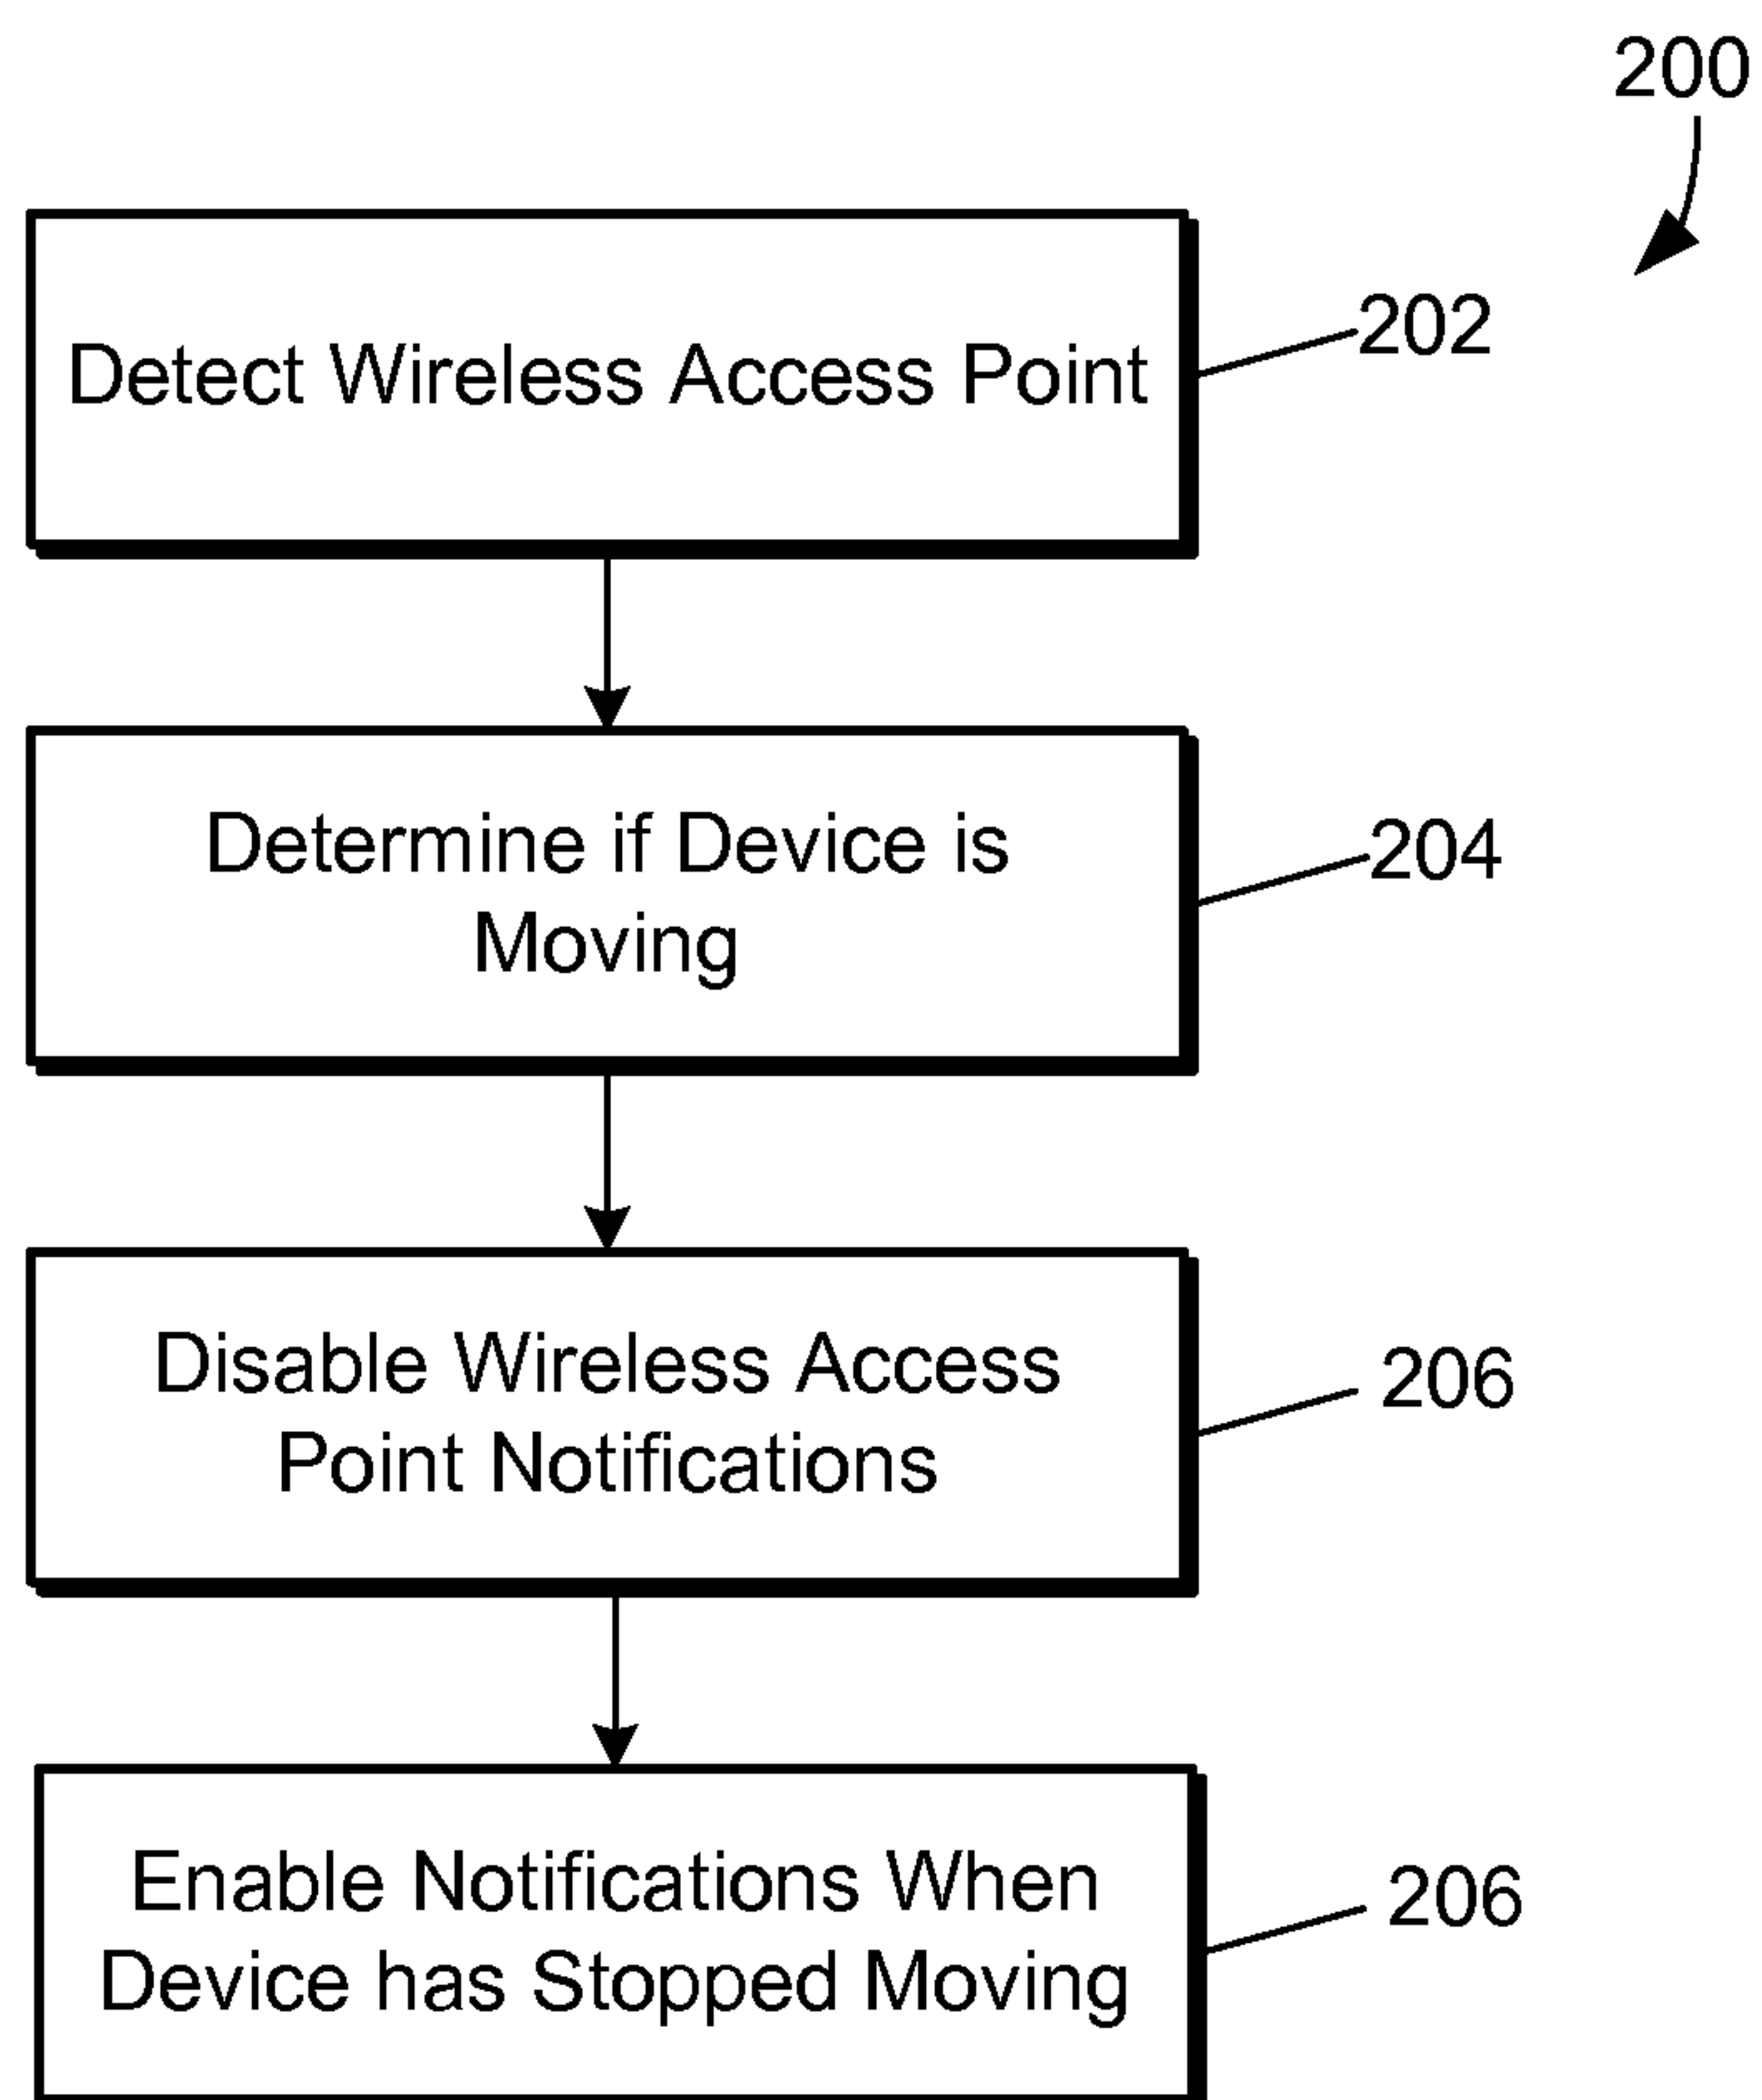 200
Detect Wireless Access Point
202
Determine if Device is
Moving
204
Disable Wireless Access
Point Notifications
206
Enable Notifications When
Device has Stopped Moving
206